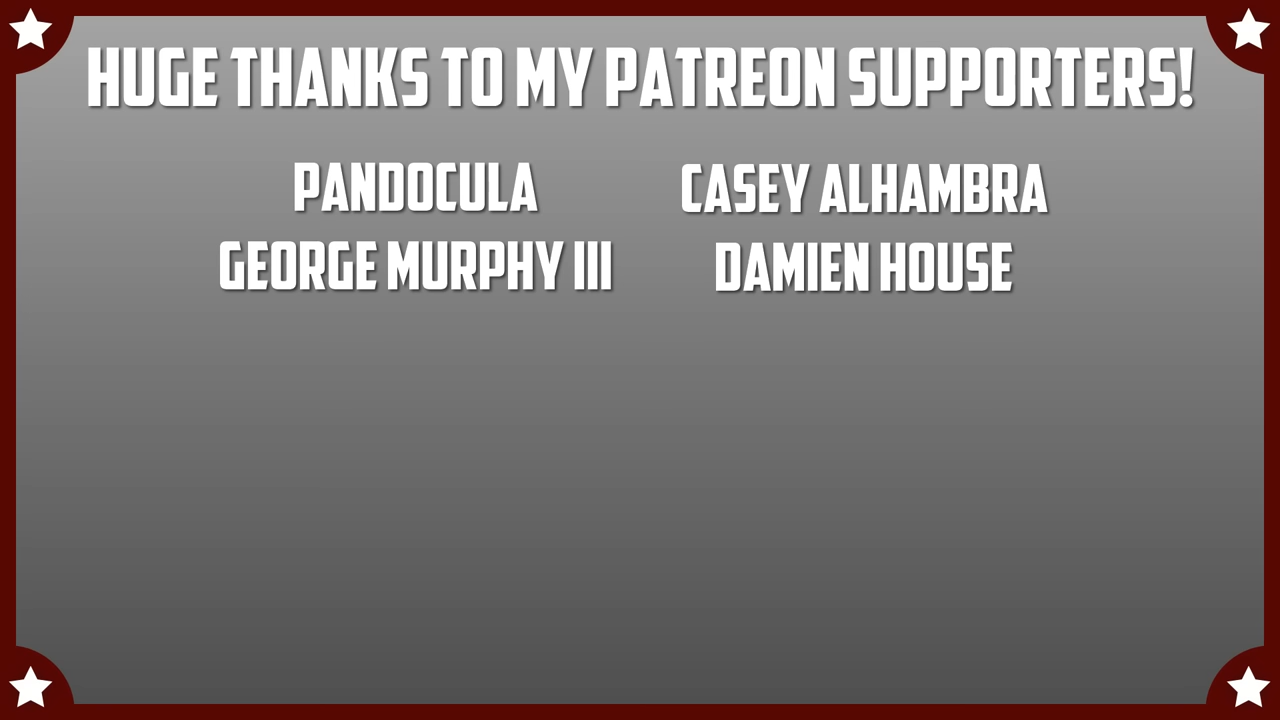 HUGE THANKS TO MY PATREON SUPPORTERS!
PANDOCULA
CASEY ALHAMBRA
GEORGE MURPHY III
DAMIEN HOUSE